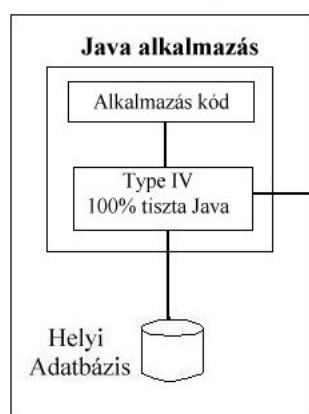 Java alkalmazás
Alkalmazás kód
Type IV
100% tiszta Java
Helyi
Adatbázis